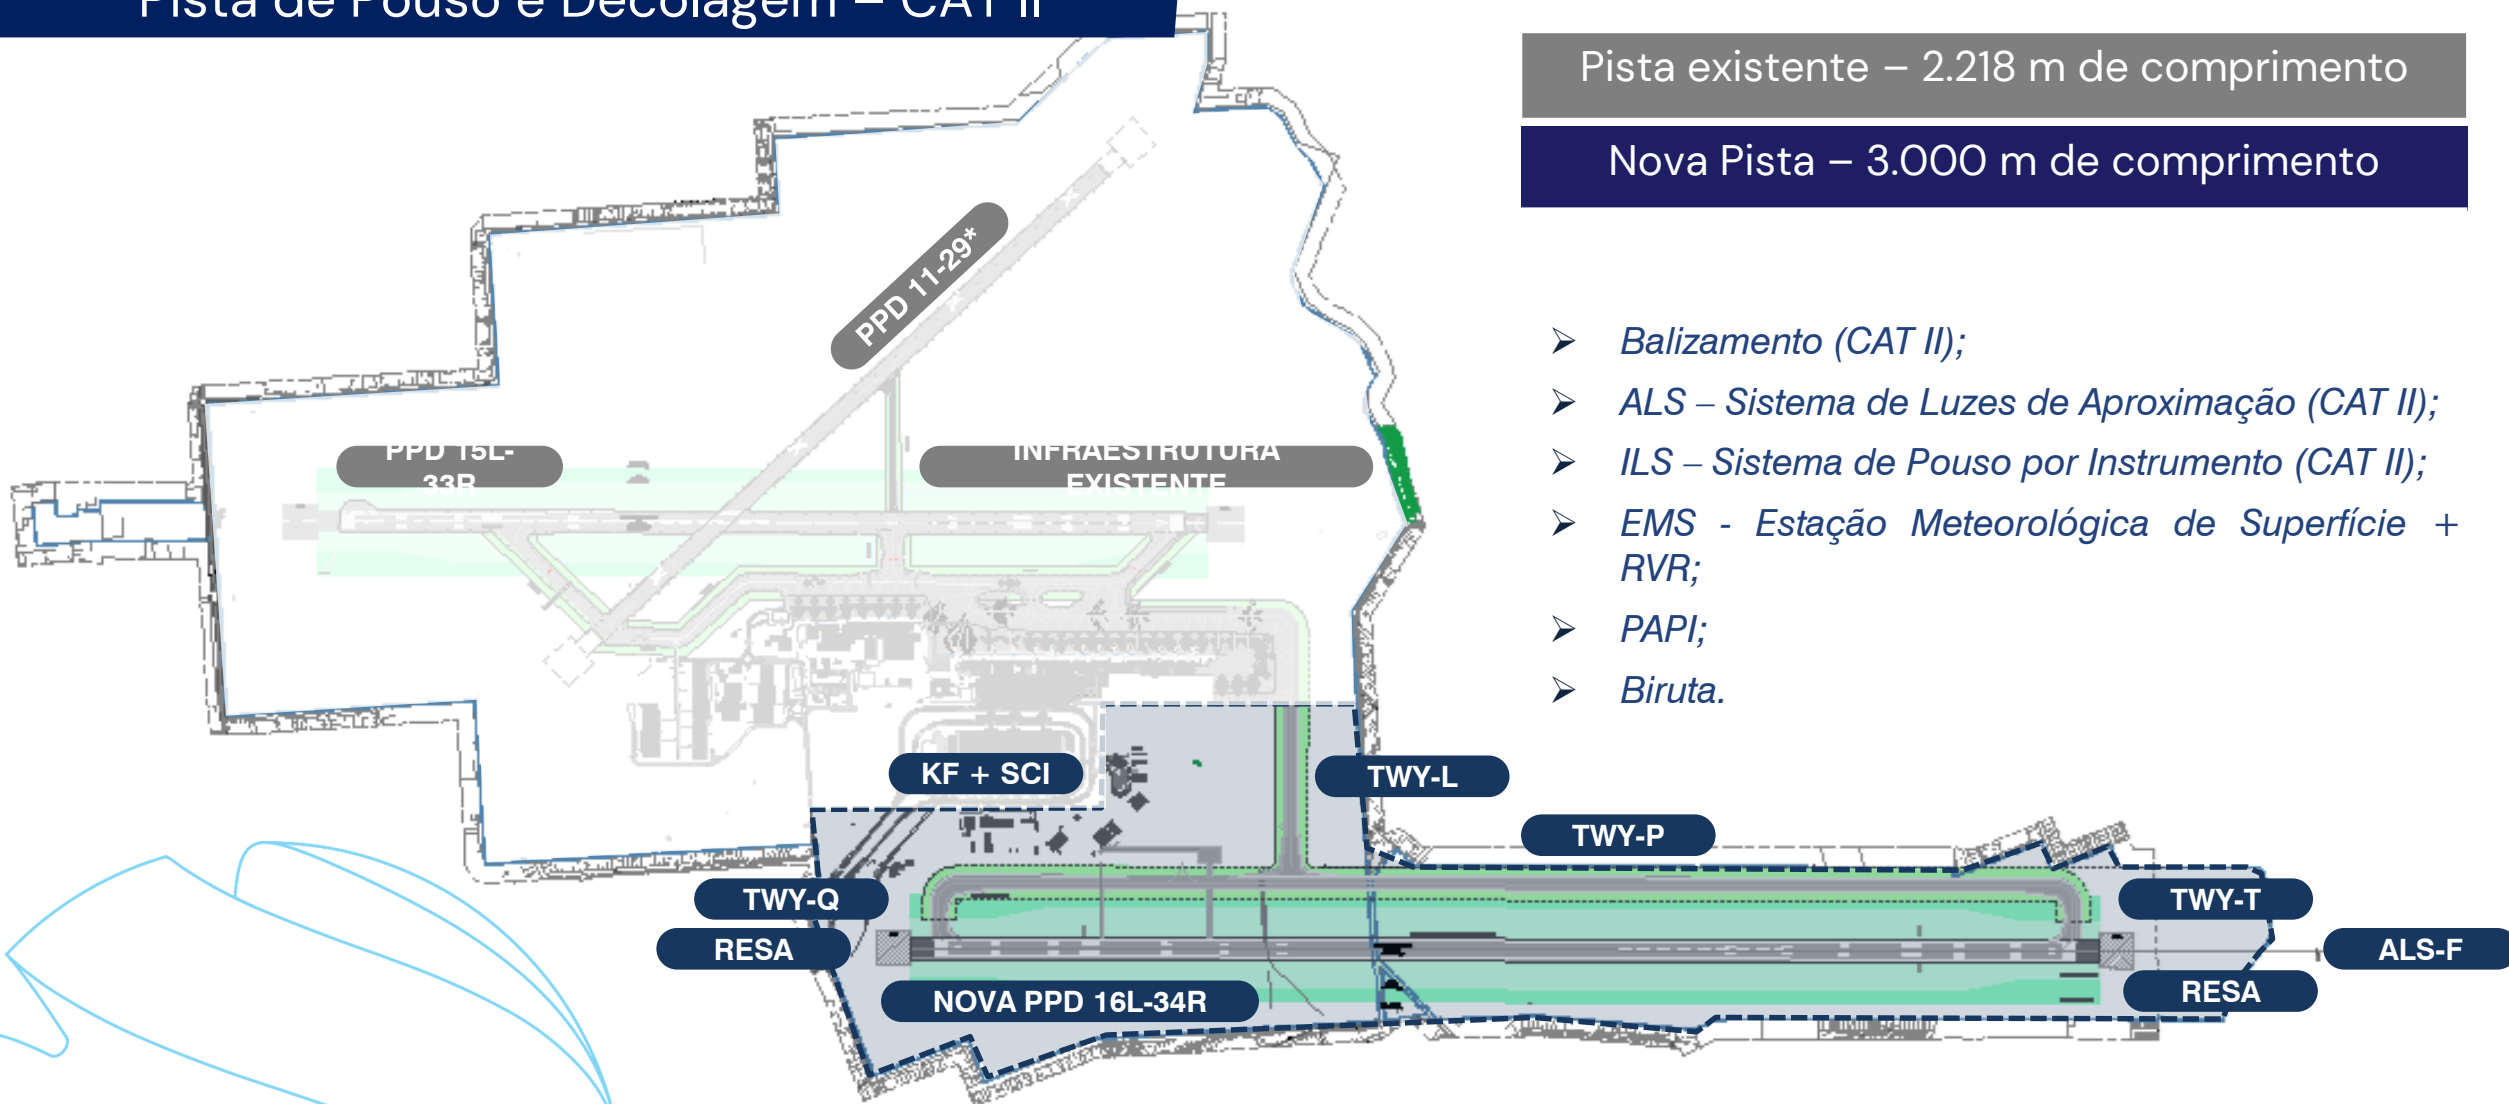 Pista de Pouso e Decolagem – CAT II
Pista existente – 2.218 m de comprimento
Nova Pista – 3.000 m de comprimento
➢ Balizamento (CAT II);
➢ ALS – Sistema de Luzes de Aproximação (CAT II);
➢ ILS – Sistema de Pouso por Instrumento (CAT II);
➢ EMS - Estação Meteorológica de Superfície +
RVR;
➢ PAPI;
➢ Biruta.
PPD 11-29*
PPD 15L-
33R
INFRAESTRUTURA
EXISTENTE
KF + SCI
TWY-L
TWY-P
TWY-Q
TWY-T
RESA
ALS-F
RESA
NOVA PPD 16L-34R